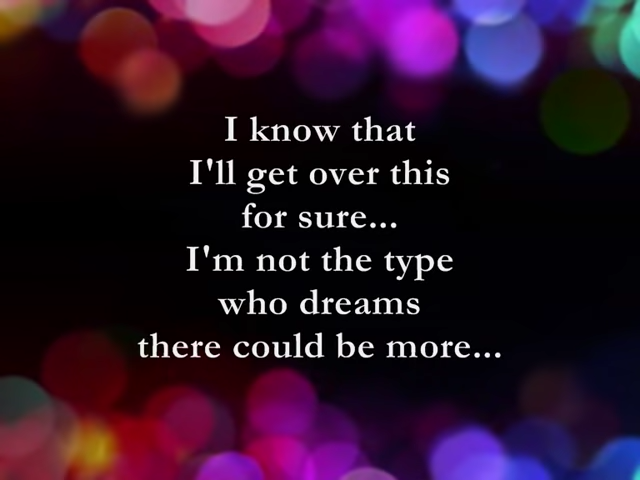 I know that
I'll get over this
for sure...
I'm not the type
who dreams
there could be more...